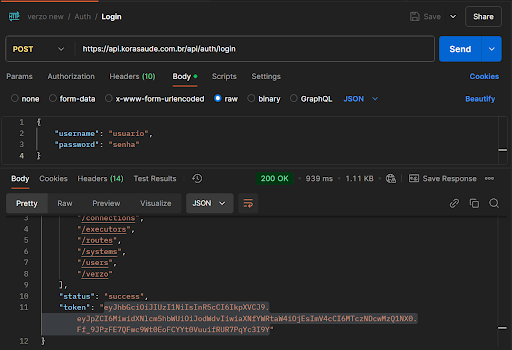 verzo new / Auth / Login
Save
Share
POST
https://api.korasaude.com.br/api/auth/login
Send
Params Authorization Headers (10) Body Scripts Settings Cookies
none form-data x-www-form-urlencoded raw binary GraphQL JSON Beautify
1 {
2 "username": "usuario",
3 "password": "senha"
4 }
Body Cookies Headers (14) Test Results 200 OK 939 ms 1.11 KB Save Response
Pretty Raw Preview Visualize JSON
3 "/connections",
4 "/executors",
5 "/routes",
6 "/systems",
7 "/users",
8 "/verzo"
9 ],
10 "status": "success",
11 "token":
12 }